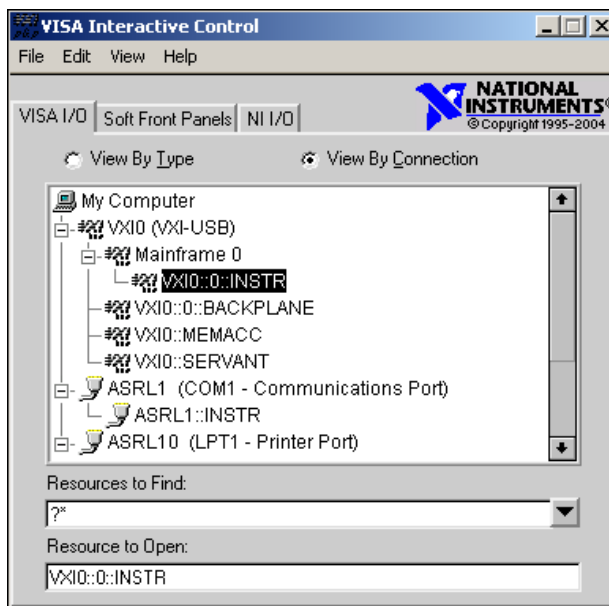 VISA Interactive Control
File Edit View Help
NATIONAL
INSTRUMENTS®
© Copyright 1995-2004
VISA I/O Soft Front Panels NI I/O
View By Type View By Connection
My Computer
VXI0 (VXI-USB)
Mainframe 0
VXI0::0::INSTR
VXI0::0::BACKPLANE
VXI0::MEMACC
VXI0::SERVANT
ASRL1 (COM1 - Communications Port)
ASRL1::INSTR
ASRL10 (LPT1 - Printer Port)
Resources to Find:
?*
Resource to Open:
VXI0::0::INSTR